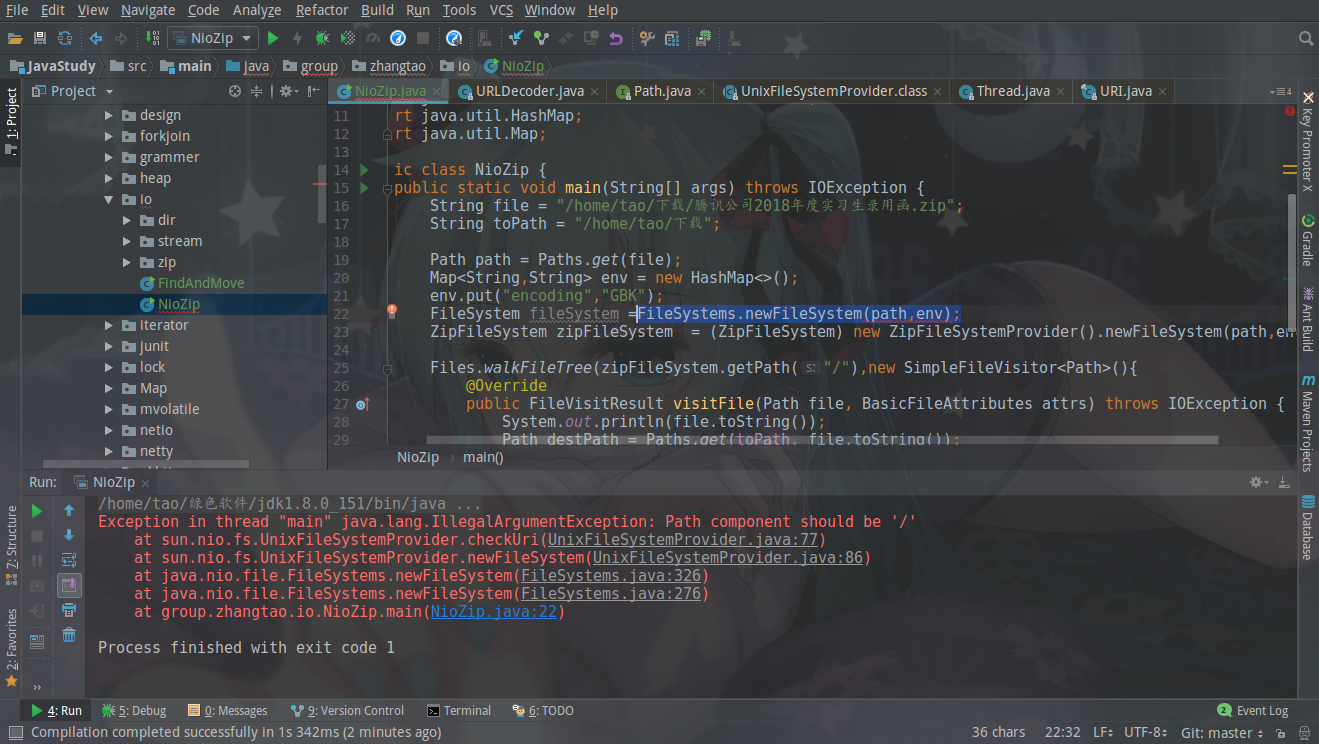 File Edit View Navigate Code Analyze Refactor Build Run Tools VCS Window Help
NioZip
JavaStudy src main java group zhangtao io NioZip
Project
NioZip.java URLDecoder.java Path.java UnixFileSystemProvider.class Thread.java URI.java
4
1: Project
design
forkjoin
grammer
heap
io
dir
stream
zip
FindAndMove
NioZip
iterator
junit
lock
Map
mvolatile
netio
netty
11 rt java.util.HashMap;
12 rt java.util.Map;
13
14 ic class NioZip {
15 public static void main(String[] args) throws IOException {
16 String file = "/home/tao/下载/腾讯公司2018年度实习生录用函.zip";
17 String toPath = "/home/tao/下载";
18
19 Path path = Paths.get(file);
20 Map<String,String> env = new HashMap<>();
21 env.put("encoding","GBK");
22 FileSystem fileSystem =FileSystems.newFileSystem(path,env);
23 ZipFileSystem zipFileSystem = (ZipFileSystem) new ZipFileSystemProvider().newFileSystem(path,en
24
25 Files.walkFileTree(zipFileSystem.getPath( s: "/"),new SimpleFileVisitor<Path>(){
26 @Override
27 public FileVisitResult visitFile(Path file, BasicFileAttributes attrs) throws IOException {
28 System.out.println(file.toString());
29 Path destPath = Paths.get(toPath, file.toString());
NioZip main()
Key Promoter X
Gradle
Ant Build
Maven Projects
Database
Run: NioZip
7: Structure
2: Favorites
/home/tao/绿色软件/jdk1.8.0_151/bin/java ...
Exception in thread "main" java.lang.IllegalArgumentException: Path component should be '/'
at sun.nio.fs.UnixFileSystemProvider.checkUri(UnixFileSystemProvider.java:77)
at sun.nio.fs.UnixFileSystemProvider.newFileSystem(UnixFileSystemProvider.java:86)
at java.nio.file.FileSystems.newFileSystem(FileSystems.java:326)
at java.nio.file.FileSystems.newFileSystem(FileSystems.java:276)
at group.zhangtao.io.NioZip.main(NioZip.java:22)
Process finished with exit code 1
4: Run 5: Debug 0: Messages 9: Version Control Terminal 6: TODO 2 Event Log
Compilation completed successfully in 1s 342ms (2 minutes ago) 36 chars 22:32 LF UTF-8 Git: master